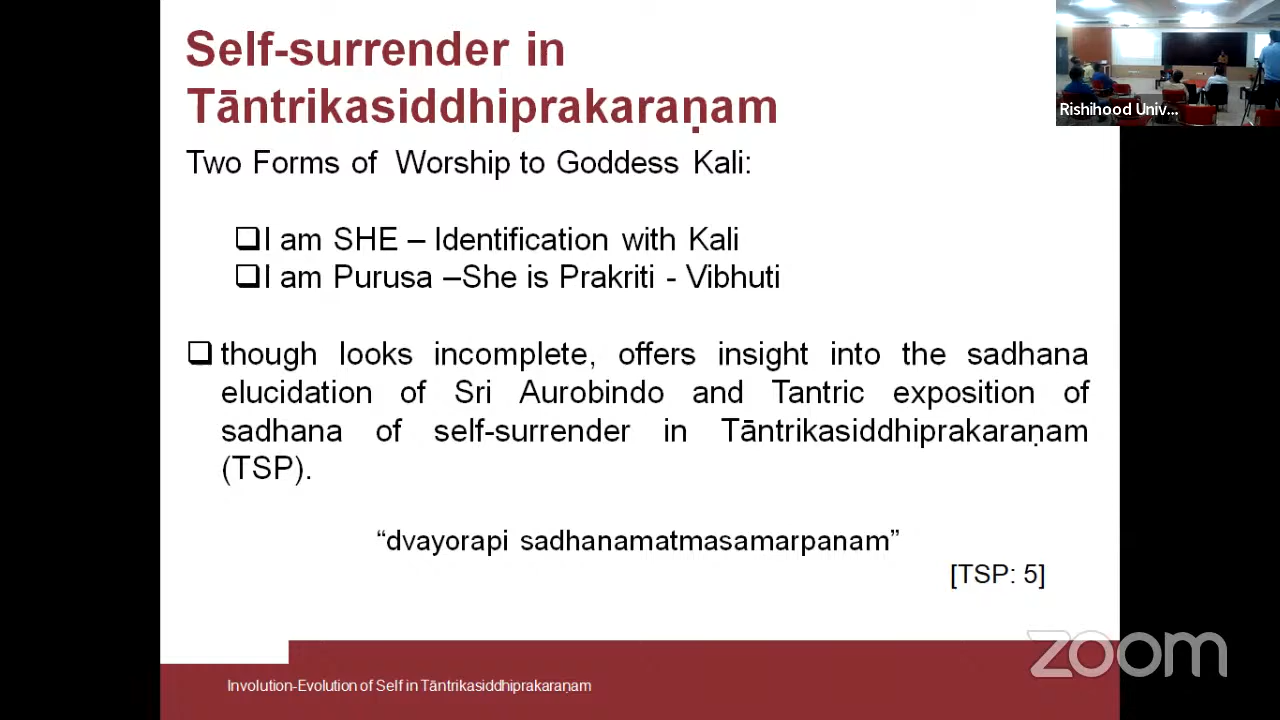 Self-surrender in
Tāntrikasiddhiprakaraṇam
Two Forms of Worship to Goddess Kali:
❑I am SHE – Identification with Kali
❑I am Purusa –She is Prakriti - Vibhuti
❑ though looks incomplete, offers insight into the sadhana
elucidation of Sri Aurobindo and Tantric exposition of
sadhana of self-surrender in Tāntrikasiddhiprakaraṇam
(TSP).
“dvayorapi sadhanamatmasamarpanam”
[TSP: 5]
Involution-Evolution of Self in Tāntrikasiddhiprakaraṇam
Rishihood Univ...
zoom